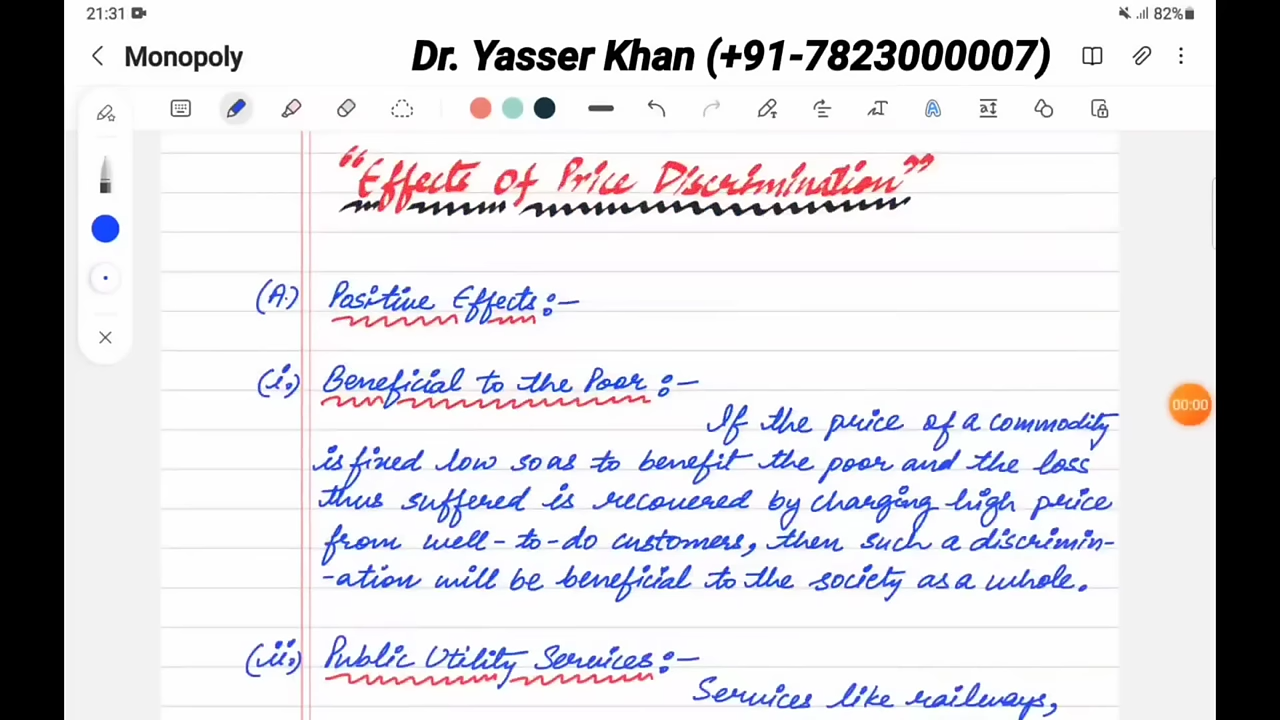 21:31
82%
Monopoly
Dr. Yasser Khan (+91-7823000007)
"Effects Of Price Discrimination"
(A.) Positive Effects:-
(i.) Beneficial to the Poor:-
If the price of a commodity
is fixed low so as to benefit the poor and the loss
thus suffered is recovered by charging high price
from well-to-do customers, then such a discrimin-
-ation will be beneficial to the society as a whole.
00:00
(ii.) Public Utility Services:-
Services like railways,